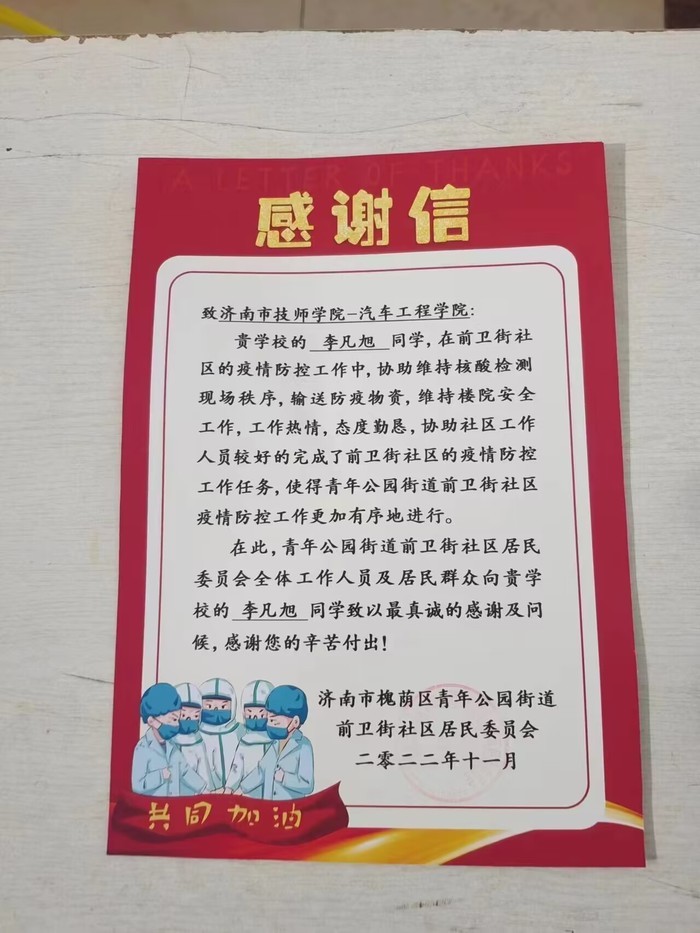 A LETTER OF THANKS
感谢信
致济南市技师学院-汽车工程学院:
贵学校的 李凡旭 同学,在前卫街社
区的疫情防控工作中,协助维持核酸检测
现场秩序,输送防疫物资,维持楼院安全
工作,工作热情,态度勤恳,协助社区工作
人员较好的完成了前卫街社区的疫情防控
工作任务,使得青年公园街道前卫街社区
疫情防控工作更加有序地进行。
在此,青年公园街道前卫街社区居民
委员会全体工作人员及居民群众向贵学
校的 李凡旭 同学致以最真诚的感谢及问
候,感谢您的辛苦付出!
济南市槐荫区青年公园街道
前卫街社区居民委员会
二零二二年十一月
共同加油